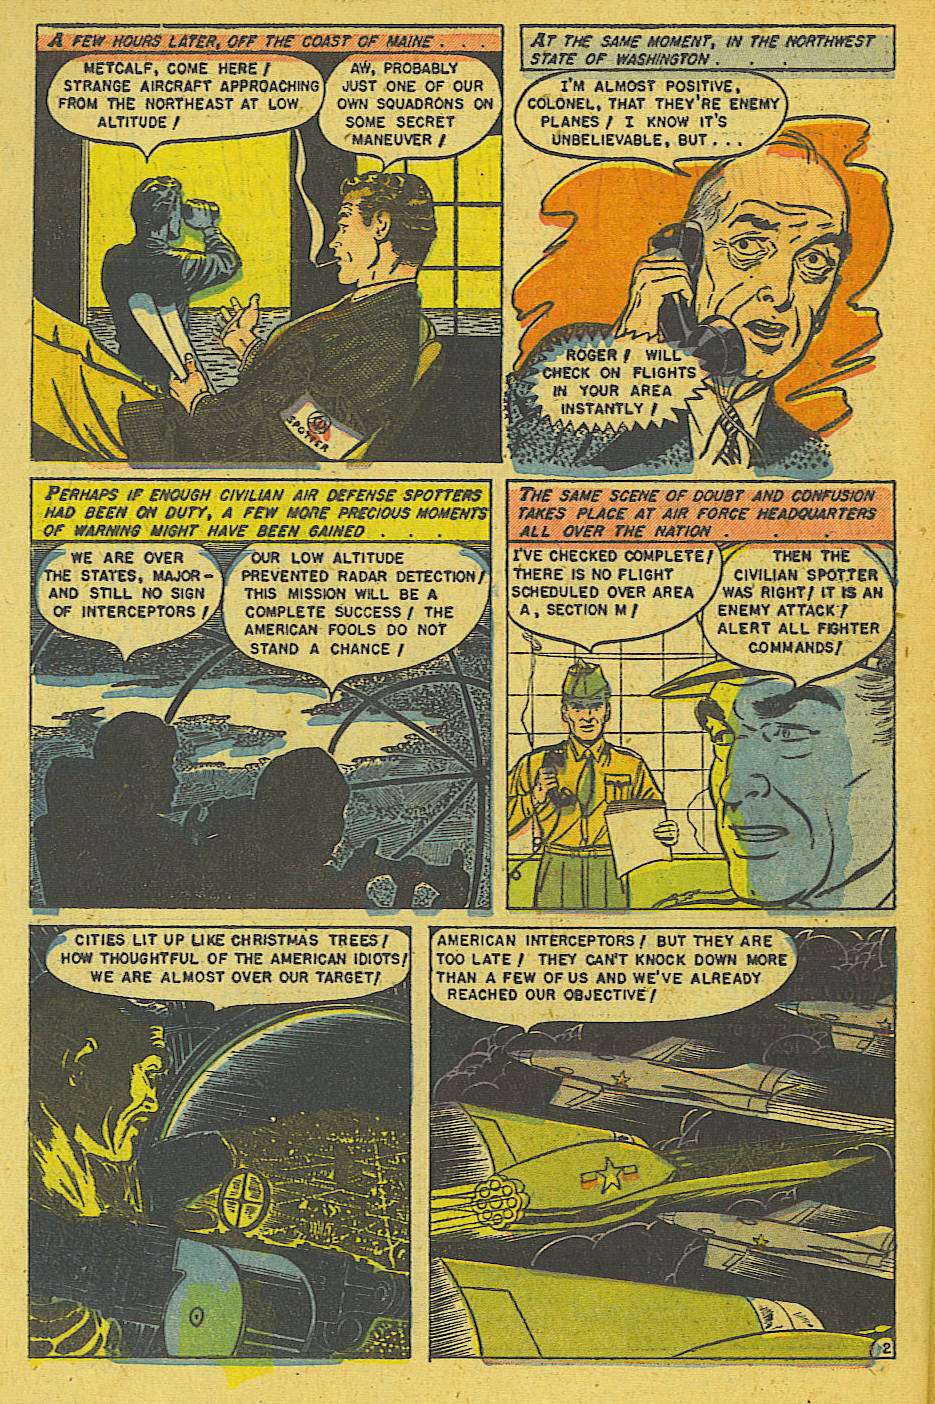 A FEW HOURS LATER, OFF THE COAST OF MAINE . . .
METCALF, COME HERE!
STRANGE AIRCRAFT APPROACHING
FROM THE NORTHEAST AT LOW
ALTITUDE!
AW, PROBABLY
JUST ONE OF OUR
OWN SQUADRONS ON
SOME SECRET
MANEUVER!
SPOTTER
AT THE SAME MOMENT, IN THE NORTHWEST
STATE OF WASHINGTON . . . .
I'M ALMOST POSITIVE,
COLONEL, THAT THEY'RE ENEMY
PLANES! I KNOW IT'S
UNBELIEVABLE, BUT . . .
ROGER! WILL
CHECK ON FLIGHTS
IN YOUR AREA
INSTANTLY!
PERHAPS IF ENOUGH CIVILIAN AIR DEFENSE SPOTTERS
HAD BEEN ON DUTY, A FEW MORE PRECIOUS MOMENTS
OF WARNING MIGHT HAVE BEEN GAINED . . . .
WE ARE OVER
THE STATES, MAJOR-
AND STILL NO SIGN
OF INTERCEPTORS!
OUR LOW ALTITUDE
PREVENTED RADAR DETECTION!
THIS MISSION WILL BE A
COMPLETE SUCCESS! THE
AMERICAN FOOLS DO NOT
STAND A CHANCE!
THE SAME SCENE OF DOUBT AND CONFUSION
TAKES PLACE AT AIR FORCE HEADQUARTERS
ALL OVER THE NATION . . . .
I'VE CHECKED COMPLETE!
THERE IS NO FLIGHT
SCHEDULED OVER AREA
A, SECTION M!
THEN THE
CIVILIAN SPOTTER
WAS RIGHT! IT IS AN
ENEMY ATTACK!
ALERT ALL FIGHTER
COMMANDS!
CITIES LIT UP LIKE CHRISTMAS TREES!
HOW THOUGHTFUL OF THE AMERICAN IDIOTS!
WE ARE ALMOST OVER OUR TARGET!
AMERICAN INTERCEPTORS! BUT THEY ARE
TOO LATE! THEY CAN'T KNOCK DOWN MORE
THAN A FEW OF US AND WE'VE ALREADY
REACHED OUR OBJECTIVE!
2